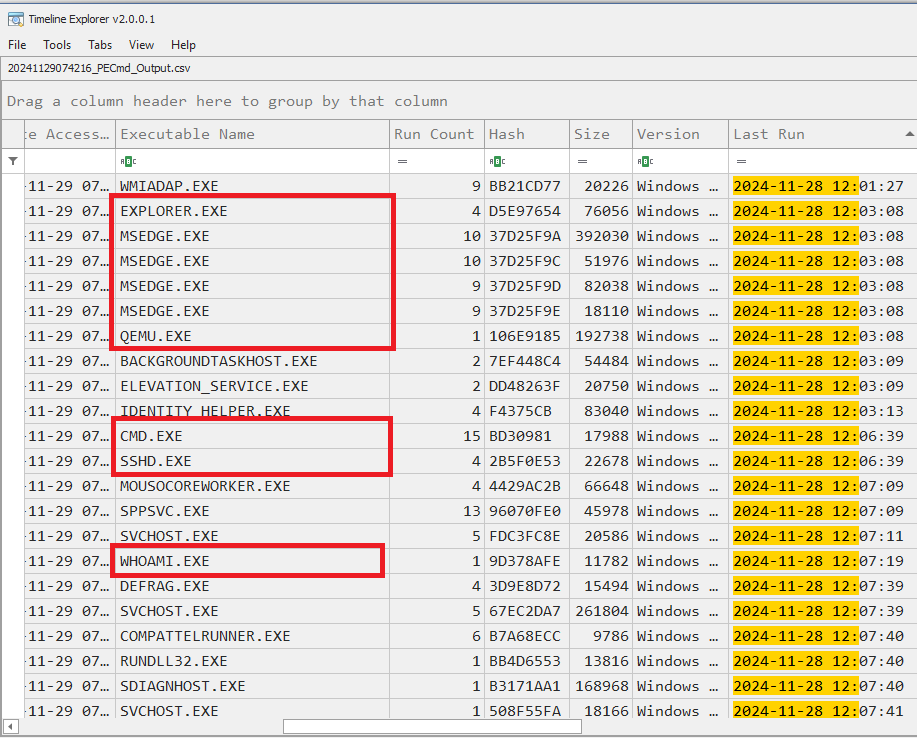 Timeline Explorer v2.0.0.1
File Tools Tabs View Help
20241129074216_PECmd_Output.csv
Drag a column header here to group by that column
:e Access… Executable Name Run Count Hash Size Version Last Run
ABC = ABC = ABC =
-11-29 07… WMIADAP.EXE 9 BB21CD77 20226 Windows … 2024-11-28 12:01:27
-11-29 07… EXPLORER.EXE 4 D5E97654 76056 Windows … 2024-11-28 12:03:08
-11-29 07… MSEDGE.EXE 10 37D25F9A 392030 Windows … 2024-11-28 12:03:08
-11-29 07… MSEDGE.EXE 10 37D25F9C 51976 Windows … 2024-11-28 12:03:08
-11-29 07… MSEDGE.EXE 9 37D25F9D 82038 Windows … 2024-11-28 12:03:08
-11-29 07… MSEDGE.EXE 9 37D25F9E 18110 Windows … 2024-11-28 12:03:08
-11-29 07… QEMU.EXE 1 106E9185 192738 Windows … 2024-11-28 12:03:08
-11-29 07… BACKGROUNDTASKHOST.EXE 2 7EF448C4 54484 Windows … 2024-11-28 12:03:09
-11-29 07… ELEVATION_SERVICE.EXE 2 DD48263F 20750 Windows … 2024-11-28 12:03:09
-11-29 07… IDENTITY_HELPER.EXE 4 F4375CB 83040 Windows … 2024-11-28 12:03:13
-11-29 07… CMD.EXE 15 BD30981 17988 Windows … 2024-11-28 12:06:39
-11-29 07… SSHD.EXE 4 2B5F0E53 22678 Windows … 2024-11-28 12:06:39
-11-29 07… MOUSOCOREWORKER.EXE 4 4429AC2B 66648 Windows … 2024-11-28 12:07:09
-11-29 07… SPPSVC.EXE 13 96070FE0 45978 Windows … 2024-11-28 12:07:09
-11-29 07… SVCHOST.EXE 5 FDC3FC8E 20586 Windows … 2024-11-28 12:07:11
-11-29 07… WHOAMI.EXE 1 9D378AFE 11782 Windows … 2024-11-28 12:07:19
-11-29 07… DEFRAG.EXE 4 3D9E8D72 15494 Windows … 2024-11-28 12:07:39
-11-29 07… SVCHOST.EXE 5 67EC2DA7 261804 Windows … 2024-11-28 12:07:39
-11-29 07… COMPATTELRUNNER.EXE 6 B7A68ECC 9786 Windows … 2024-11-28 12:07:40
-11-29 07… RUNDLL32.EXE 1 BB4D6553 13816 Windows … 2024-11-28 12:07:40
-11-29 07… SDIAGNHOST.EXE 1 B3171AA1 168968 Windows … 2024-11-28 12:07:40
-11-29 07… SVCHOST.EXE 1 508F55FA 18166 Windows … 2024-11-28 12:07:41